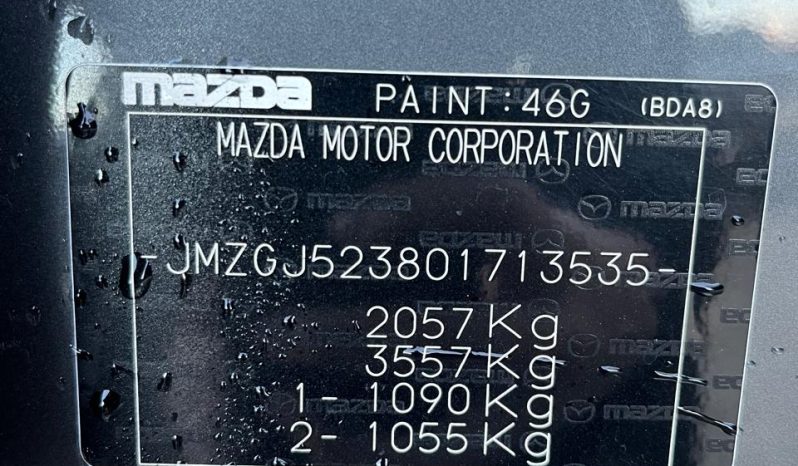 mazda PAINT:46G (BDA8)
MAZDA MOTOR CORPORATION
-JMZGJ523801713535-
2057Kg
3557Kg
1- 1090Kg
2- 1055Kg